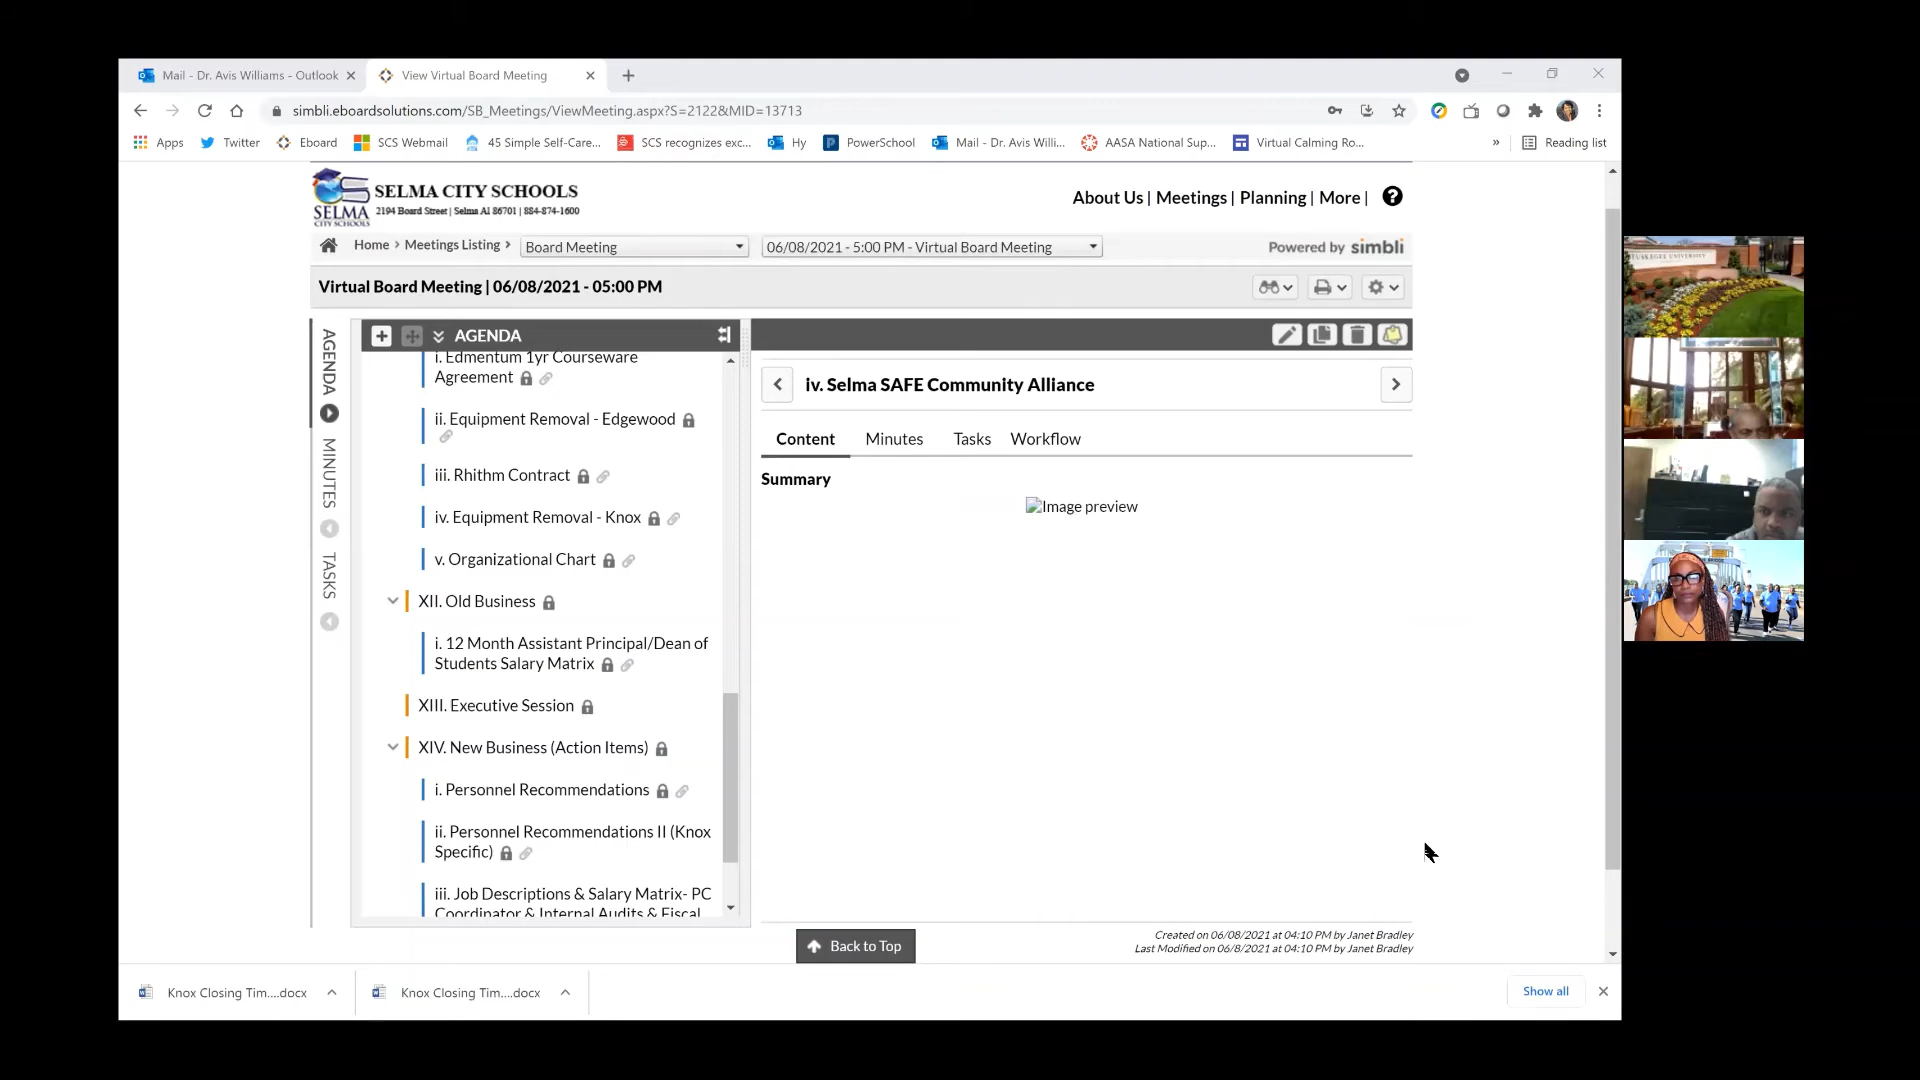 Mail - Dr. Avis Williams - Outlook
View Virtual Board Meeting
simbli.eboardsolutions.com/SB_Meetings/ViewMeeting.aspx?S=2122&MID=13713
Apps
Twitter
Eboard
SCS Webmail
45 Simple Self-Care...
SCS recognizes exc...
Hy
PowerSchool
Mail - Dr. Avis Willi...
AASA National Sup...
Virtual Calming Ro...
»
Reading list
SELMA
CITY SCHOOLS
SELMA CITY SCHOOLS
2194 Board Street | Selma Al 86701 | 884-874-1600
About Us | Meetings | Planning | More |
Home > Meetings Listing >
Board Meeting
06/08/2021 - 5:00 PM - Virtual Board Meeting
Powered by simbli
Virtual Board Meeting | 06/08/2021 - 05:00 PM
AGENDA
MINUTES
TASKS
AGENDA
i. Edmentum 1yr Courseware
Agreement
ii. Equipment Removal - Edgewood
iii. Rhithm Contract
iv. Equipment Removal - Knox
v. Organizational Chart
XII. Old Business
i. 12 Month Assistant Principal/Dean of
Students Salary Matrix
XIII. Executive Session
XIV. New Business (Action Items)
i. Personnel Recommendations
ii. Personnel Recommendations II (Knox
Specific)
iii. Job Descriptions & Salary Matrix- PC
Coordinator & Internal Audits & Fiscal
iv. Selma SAFE Community Alliance
Content
Minutes
Tasks
Workflow
Summary
Image preview
Created on 06/08/2021 at 04:10 PM by Janet Bradley
Last Modified on 06/8/2021 at 04:10 PM by Janet Bradley
Back to Top
Knox Closing Tim....docx
Knox Closing Tim....docx
Show all